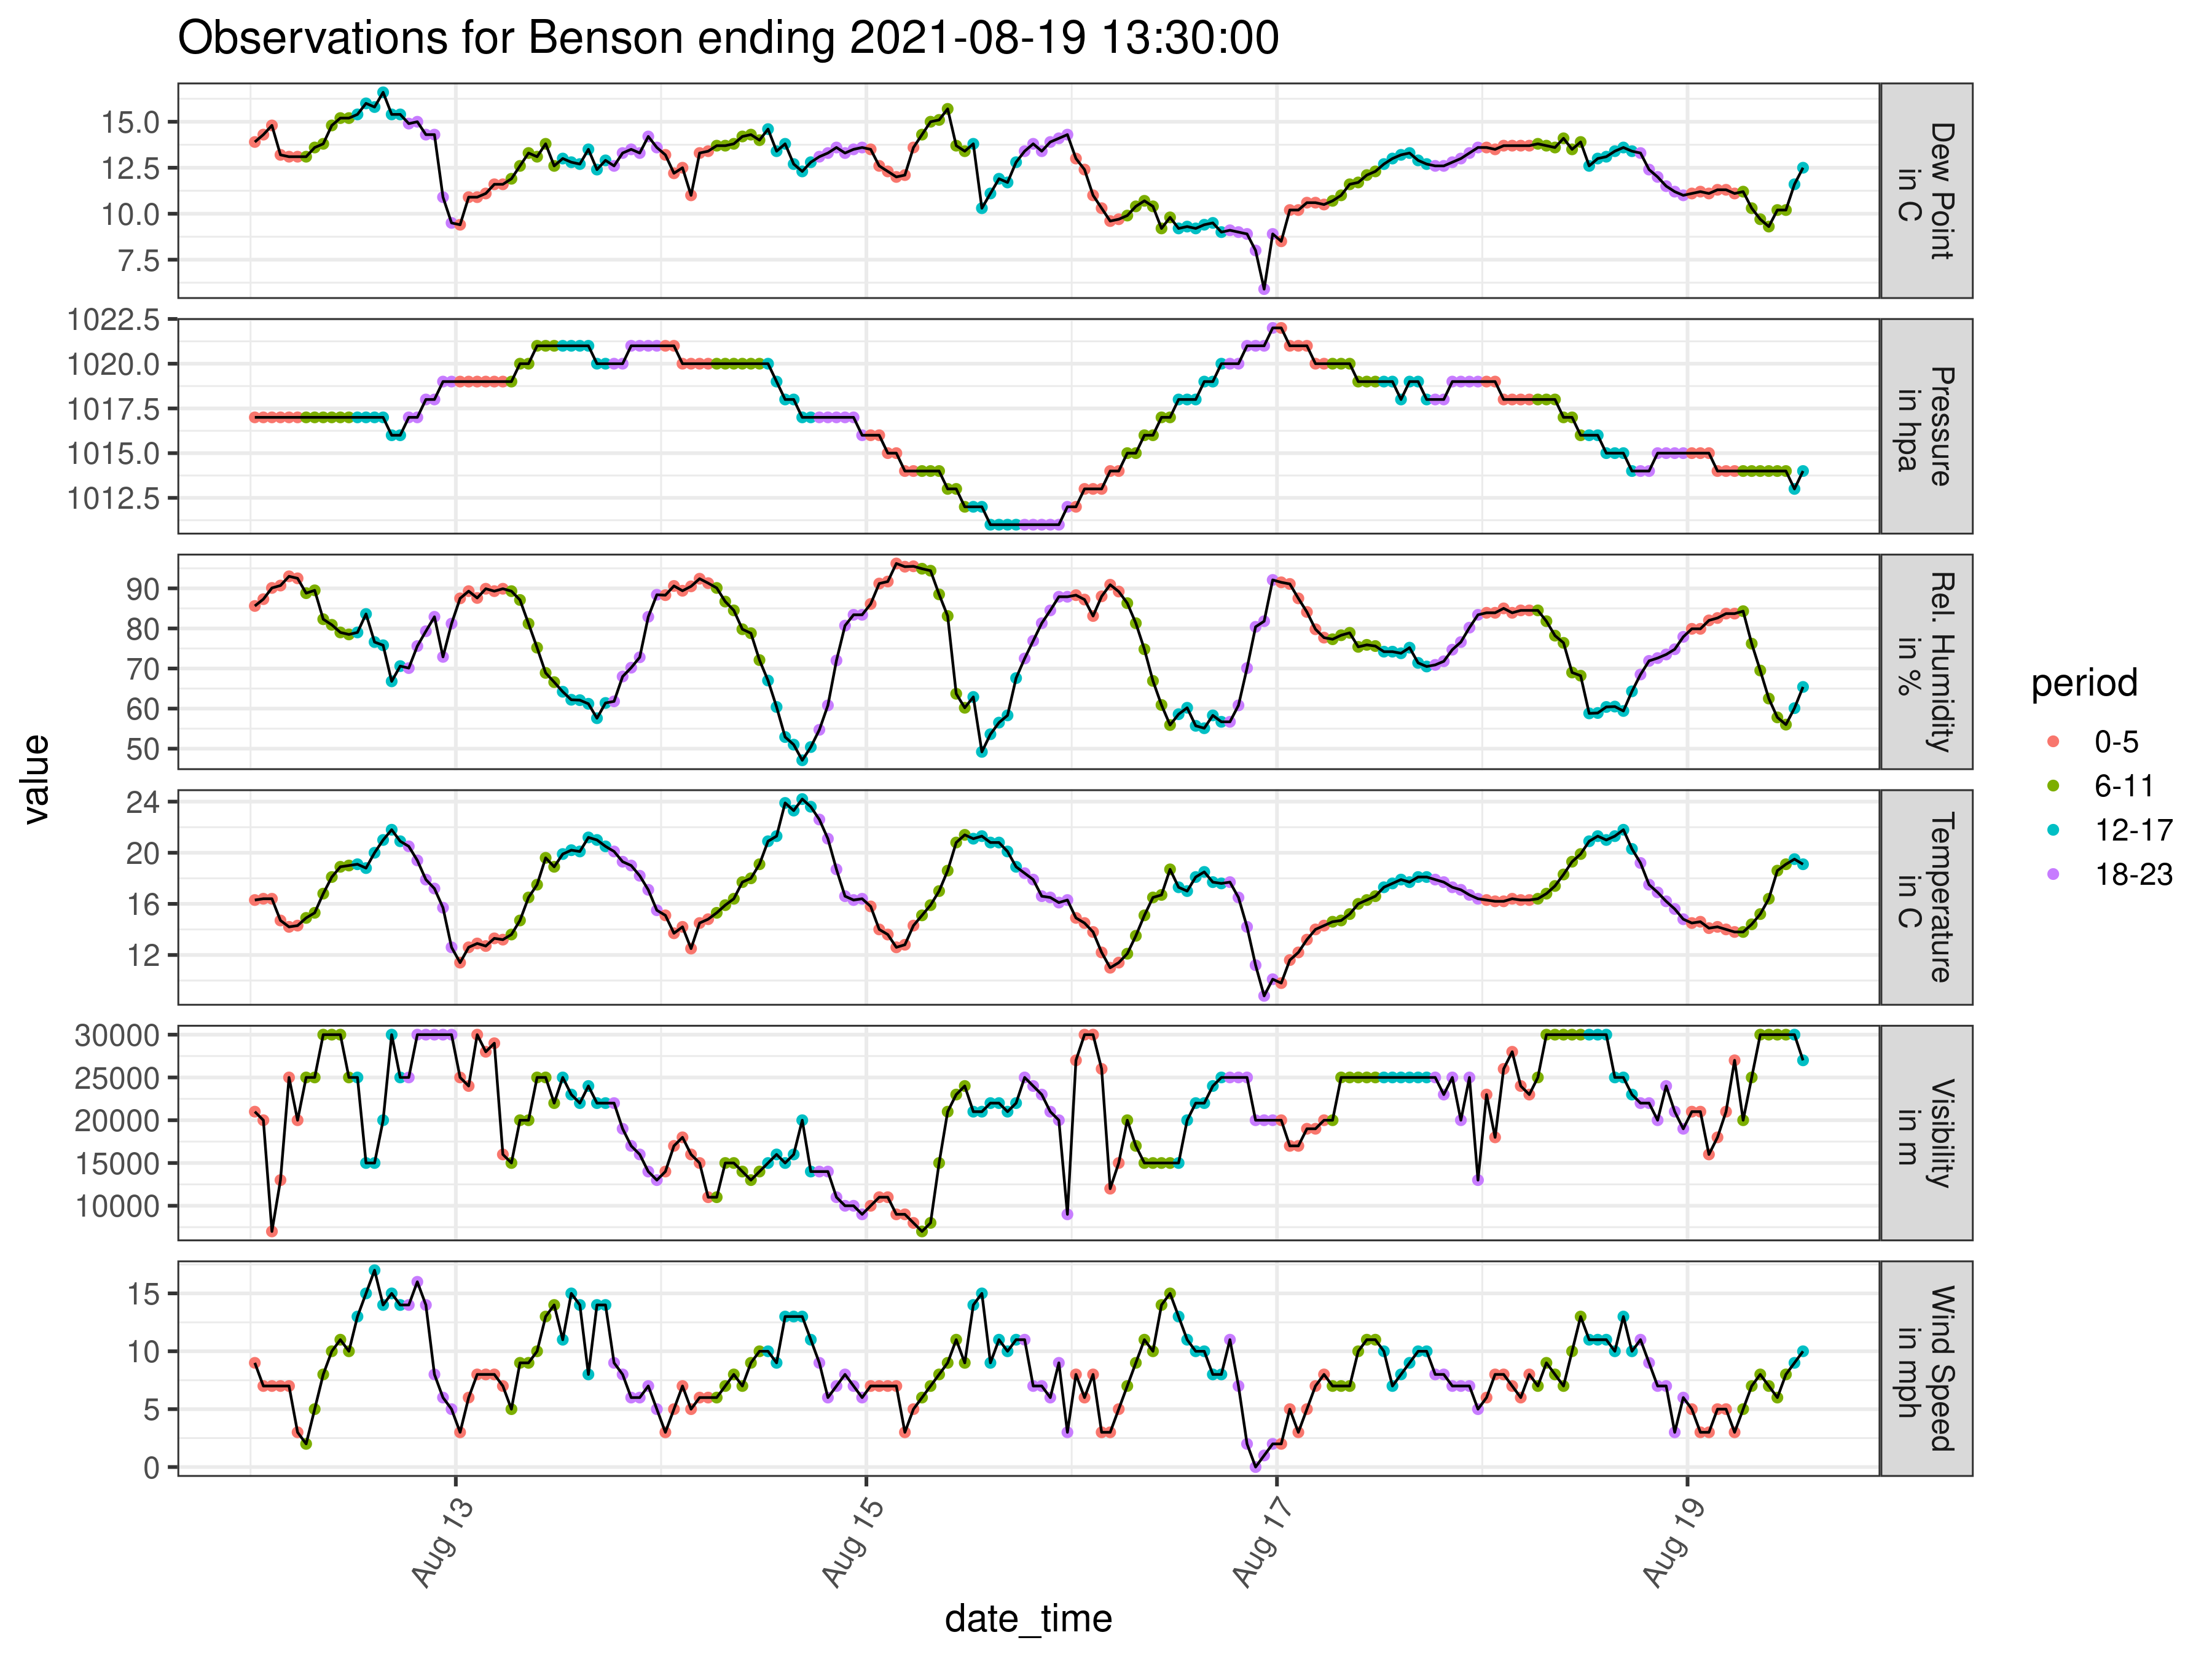 Observations for Benson ending 2021-08-19 13:30:00
value
15.0
12.5
10.0
7.5
Dew Point
in C
1022.5
1020.0
1017.5
1015.0
1012.5
Pressure
in hpa
90
80
70
60
50
Rel. Humidity
in %
24
20
16
12
Temperature
in C
30000
25000
20000
15000
10000
Visibility
in m
15
10
5
0
Wind Speed
in mph
Aug 13
Aug 15
Aug 17
Aug 19
date_time
period
0-5
6-11
12-17
18-23